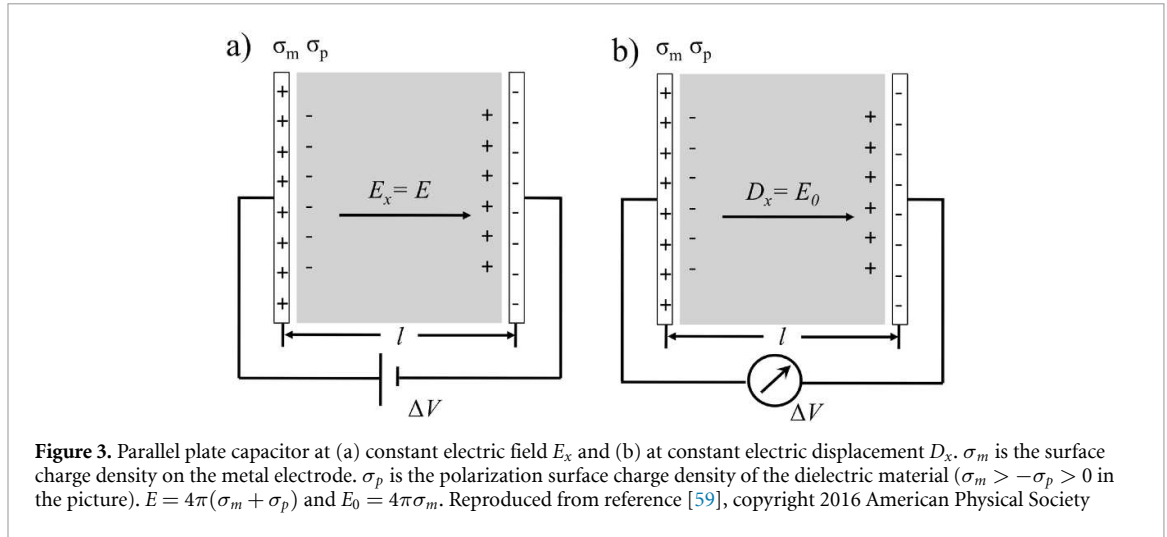 a) σm σp
b) σm σp
+ - + -
+ - + -
+ - + -
+ - + -
+ - + -
+ - + -
+ +
+ +
Ex = E
Dx = E0
l
l
ΔV
ΔV
Figure 3. Parallel plate capacitor at (a) constant electric field Ex and (b) at constant electric displacement Dx. σm is the surface
charge density on the metal electrode. σp is the polarization surface charge density of the dielectric material (σm > −σp > 0 in
the picture). E = 4π(σm + σp) and E0 = 4πσm. Reproduced from reference [59], copyright 2016 American Physical Society